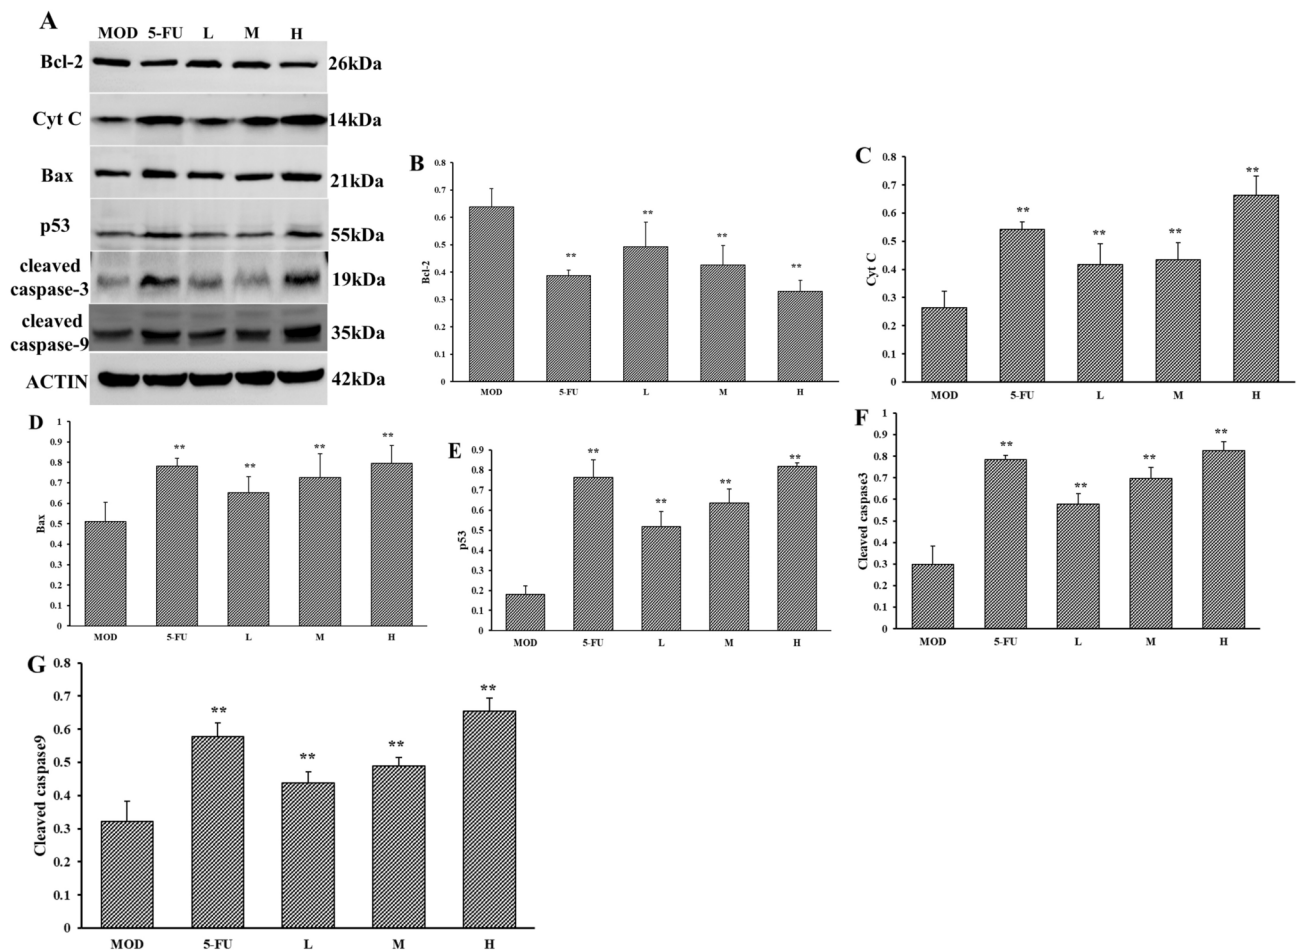 A
MOD 5-FU L M H
Bcl-2 26kDa
Cyt C 14kDa
Bax 21kDa
p53 55kDa
cleaved
caspase-3 19kDa
cleaved
caspase-9 35kDa
ACTIN 42kDa
B
0.8
0.7
0.6
0.5
0.4
0.3
0.2
0.1
0
Bcl-2
** ** ** **
MOD 5-FU L M H
C
0.8
0.7
0.6
0.5
0.4
0.3
0.2
0.1
0
Cyt C
** ** ** **
MOD 5-FU L M H
D
1
0.9
0.8
0.7
0.6
0.5
0.4
0.3
0.2
0.1
0
Bax
** ** ** **
MOD 5-FU L M H
E
0.9
0.8
0.7
0.6
0.5
0.4
0.3
0.2
0.1
0
p53
** ** ** **
MOD 5-FU L M H
F
1
0.9
0.8
0.7
0.6
0.5
0.4
0.3
0.2
0.1
0
Cleaved caspase3
** ** ** **
MOD 5-FU L M H
G
0.8
0.7
0.6
0.5
0.4
0.3
0.2
0.1
0
Cleaved caspase9
** ** ** **
MOD 5-FU L M H